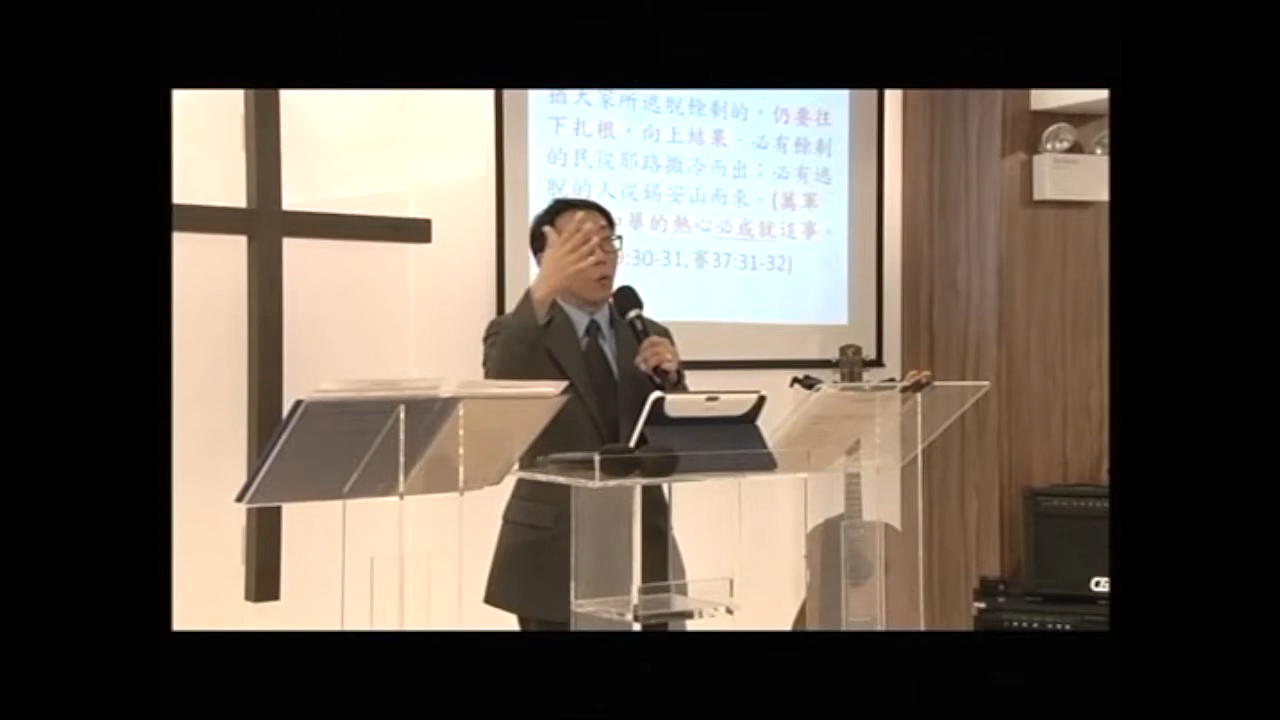 猶大家所逃脫餘剩的，仍要往
下扎根，向上結果。必有餘剩
的民從耶路撒冷而出；必有逃
脫的人從錫安山而來。(萬軍
華的熱心必成就這事。
9:30-31, 賽37:31-32)